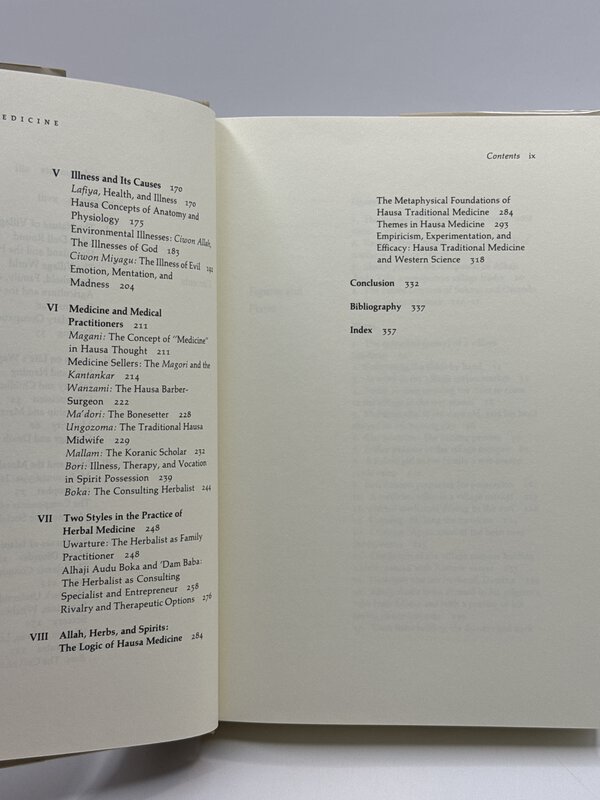 EDICINE
V Illness and Its Causes 170
Lafiya, Health, and Illness 170
Hausa Concepts of Anatomy and
Physiology 175
Environmental Illnesses: Ciwon Allah,
The Illnesses of God 183
Ciwon Miyagu: The Illness of Evil 192
Emotion, Mentation, and
Madness 204
VI Medicine and Medical
Practitioners 211
Magani: The Concept of "Medicine"
in Hausa Thought 211
Medicine Sellers: The Magori and the
Kantankar 214
Wanzami: The Hausa Barber-
Surgeon 222
Ma'dori: The Bonesetter 228
Ungozoma: The Traditional Hausa
Midwife 229
Mallam: The Koranic Scholar 232
Bori: Illness, Therapy, and Vocation
in Spirit Possession 239
Boka: The Consulting Herbalist 244
VII Two Styles in the Practice of
Herbal Medicine 248
Uwarture: The Herbalist as Family
Practitioner 248
Alhaji Audu Boka and 'Dam Baba:
The Herbalist as Consulting
Specialist and Entrepreneur 258
Rivalry and Therapeutic Options 276
VIII Allah, Herbs, and Spirits:
The Logic of Hausa Medicine 284
Contents ix
The Metaphysical Foundations of
Hausa Traditional Medicine 284
Themes in Hausa Medicine 293
Empiricism, Experimentation, and
Efficacy: Hausa Traditional Medicine
and Western Science 318
Conclusion 332
Bibliography 337
Index 357